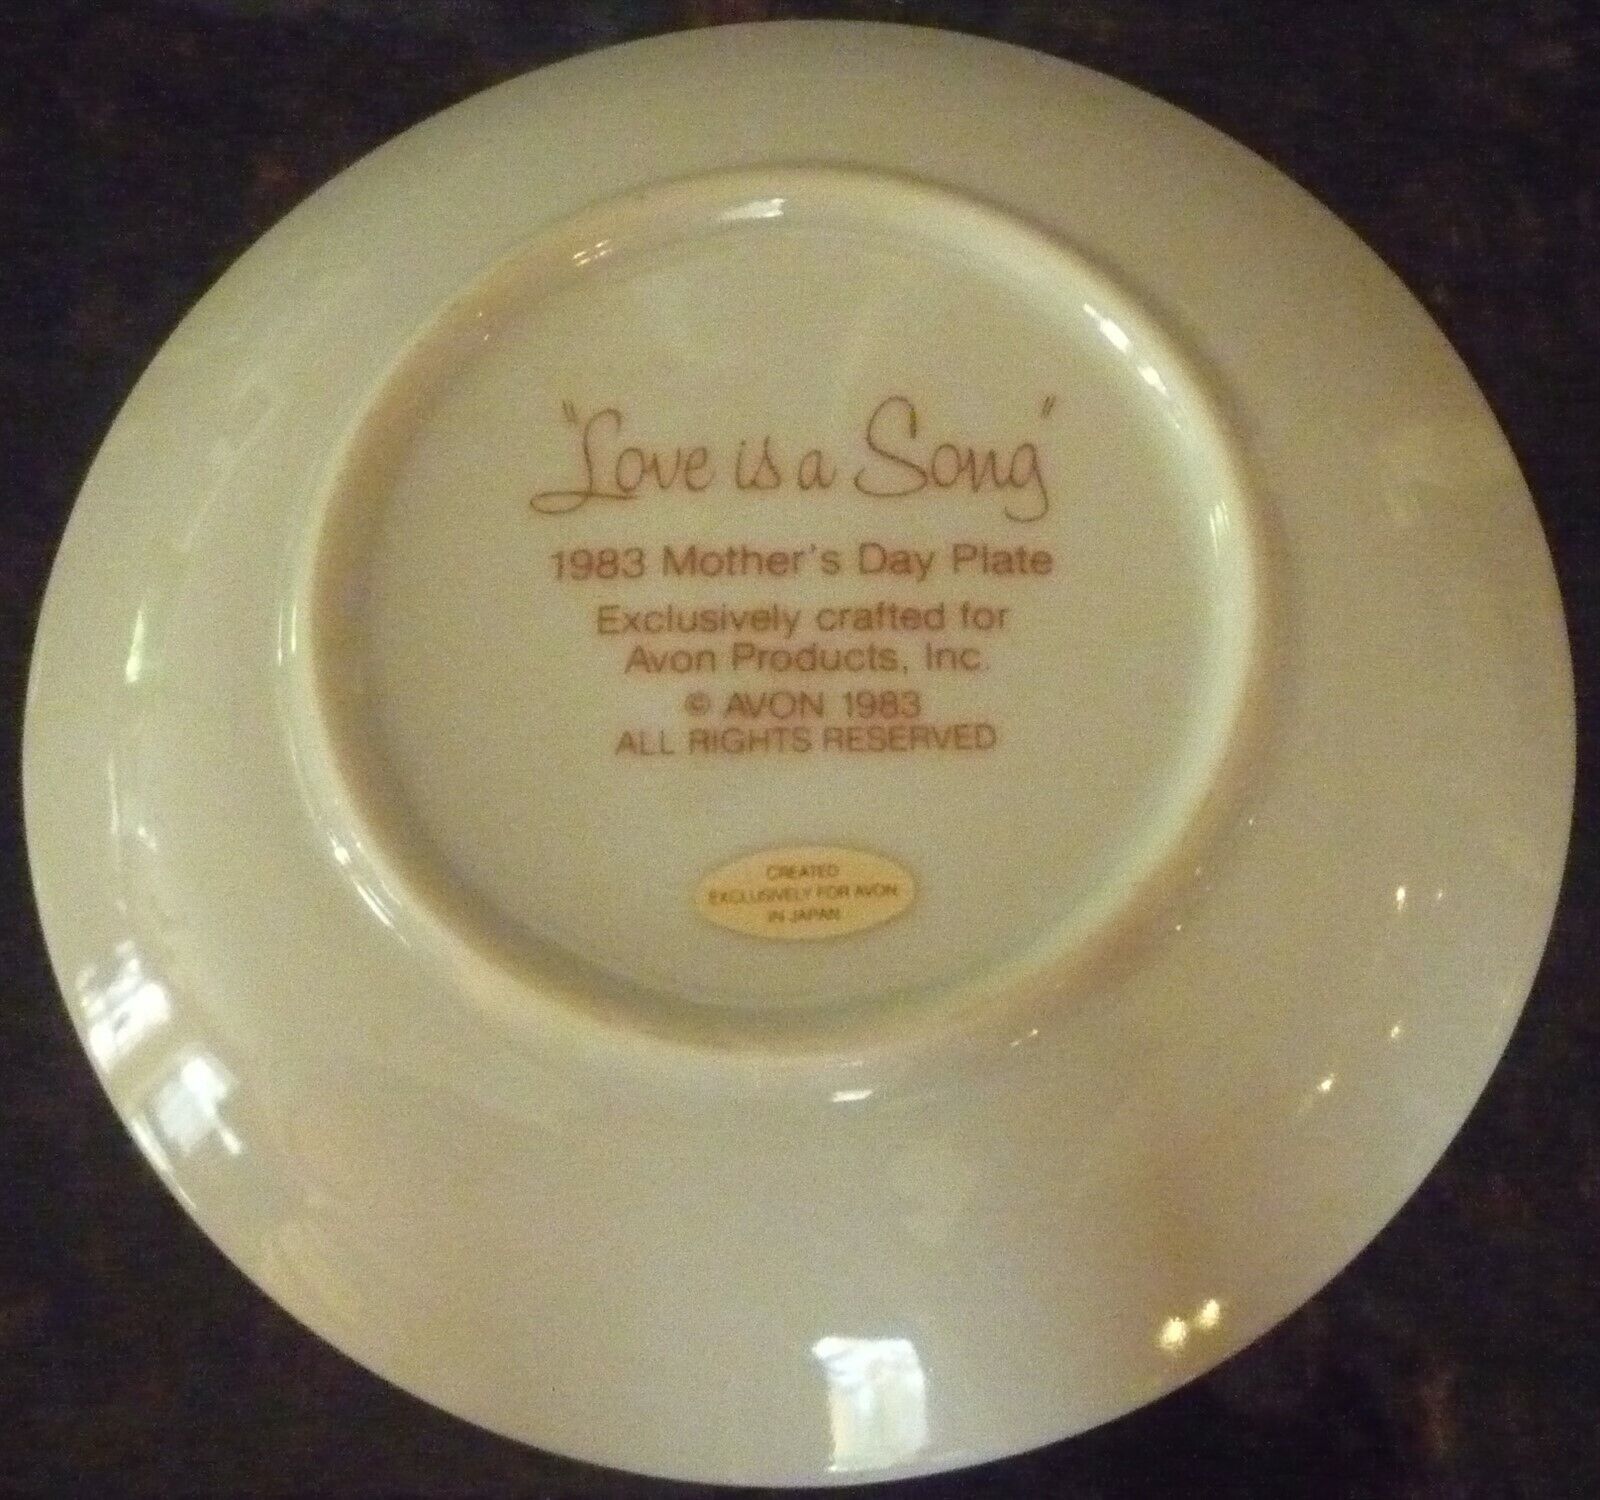 "Love is a Song"
1983 Mother's Day Plate
Exclusively crafted for
Avon Products, Inc.
© AVON 1983
ALL RIGHTS RESERVED
CREATED
EXCLUSIVELY FOR AVON
IN JAPAN